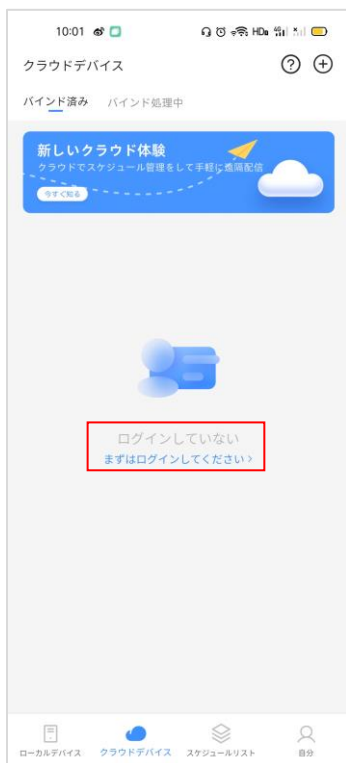 10:01 HD 4G
クラウドデバイス
バインド済み バインド処理中
新しいクラウド体験
クラウドでスケジュール管理をして手軽に遠隔配信
今すぐ知る
ログインしていない
まずはログインしてください >
ローカルデバイス クラウドデバイス スケジュールリスト 自分